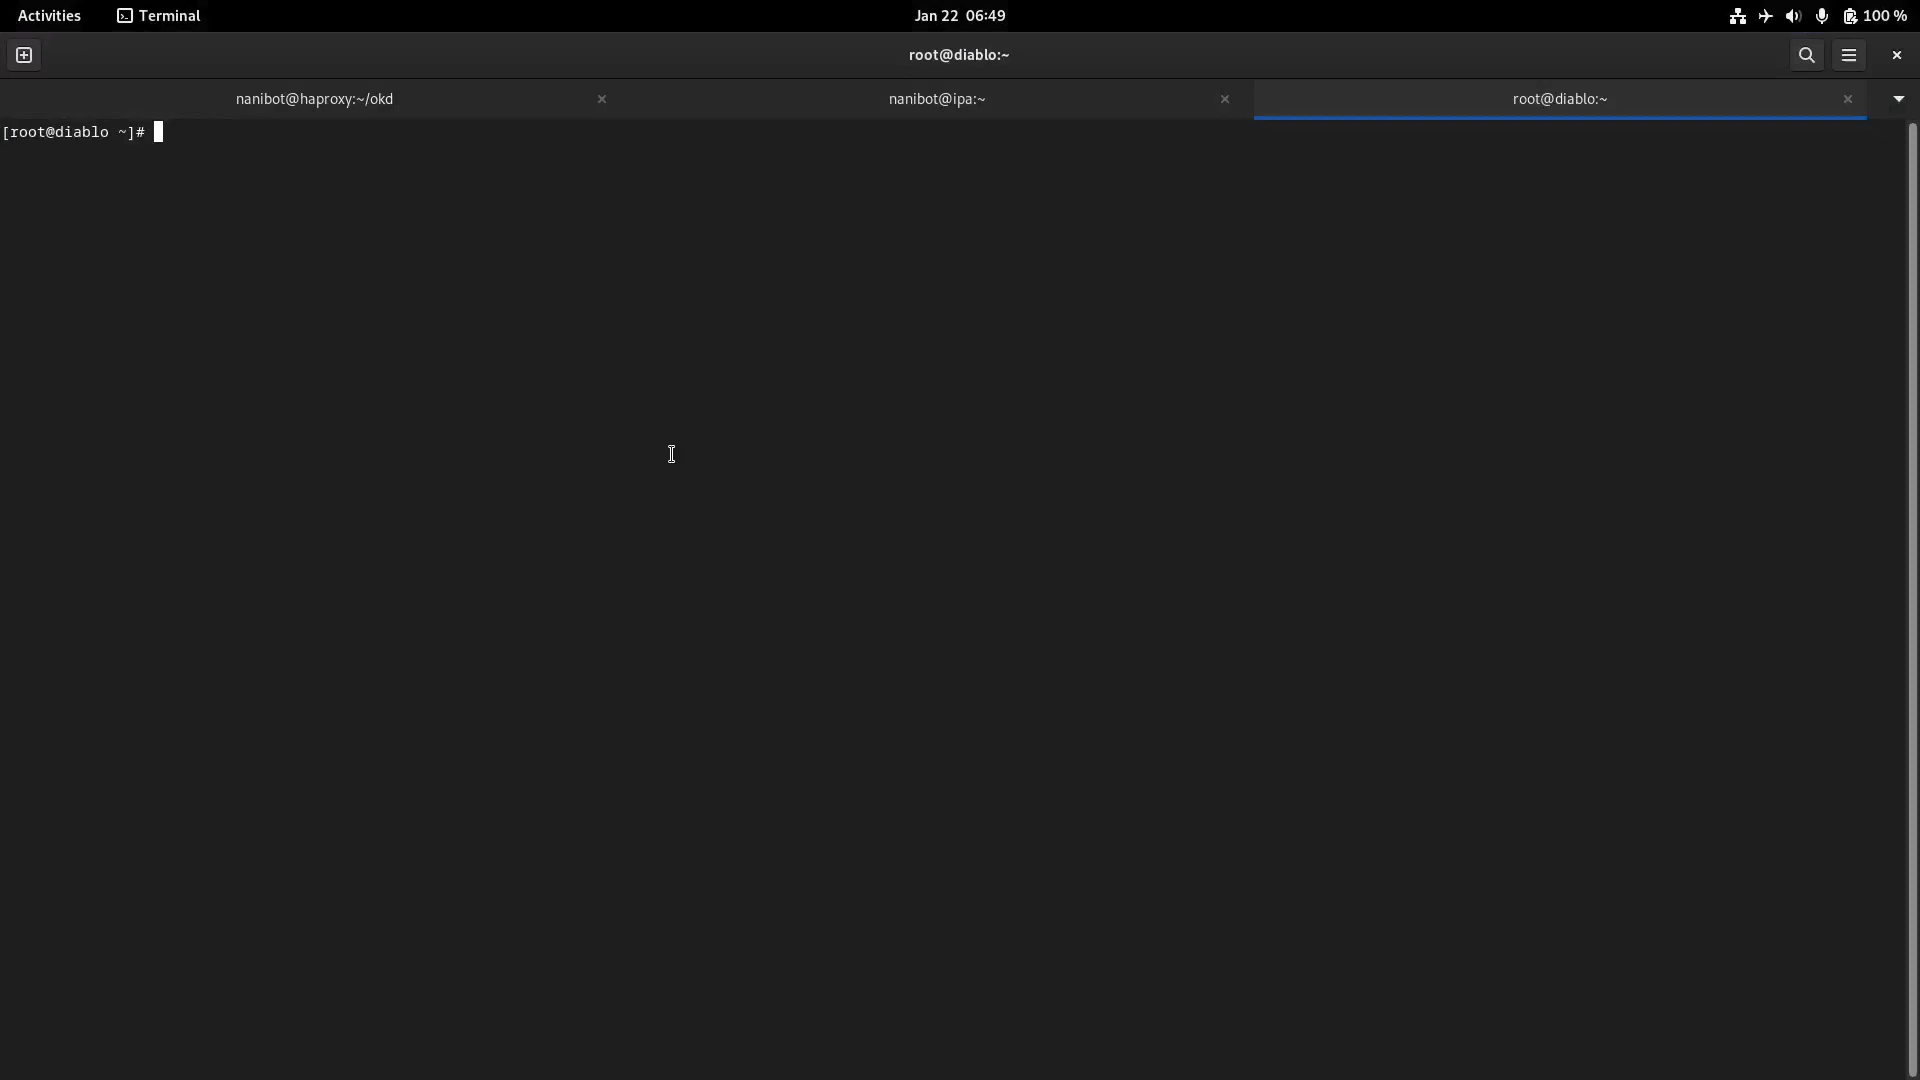 Activities Terminal Jan 22 06:49 100 %
root@diablo:~
nanibot@haproxy:~/okd nanibot@ipa:~ root@diablo:~
[root@diablo ~]#